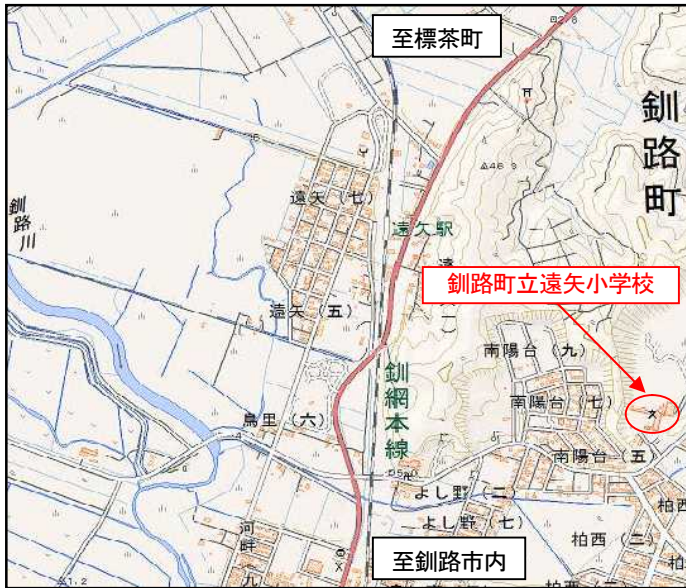 至標茶町
釧路町
釧路川
遠矢(七)
遠矢駅
釧路町立遠矢小学校
遠矢(五)
南陽台(九)
釧網本線
南陽台(七)
鳥里(六)
南陽台(五)
よし野(二)
よし野(七)
柏西(二)
河畔
至釧路市内